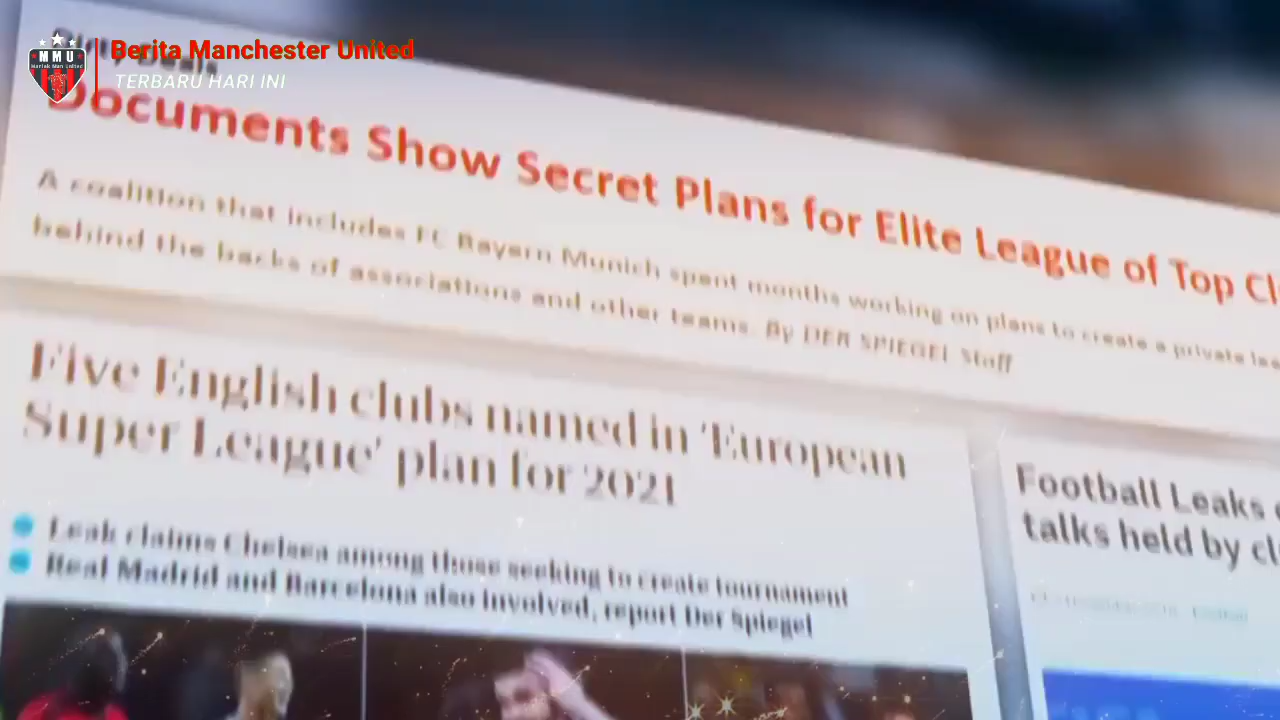 MMU
Berita Manchester United
TERBARU HARI INI
Documents Show Secret Plans for Elite League of Top
A coalition that includes FC Bayern Munich spent months working on plans to create a private
behind the backs of associations and other teams. By DER SPIEGEL Staff
Five English clubs named in 'European
Super League' plan for 2021
Leak claims Chelsea among those seeking to create tournament
Real Madrid and Barcelona also involved, report Der Spiegel
Football Leaks
talks held by